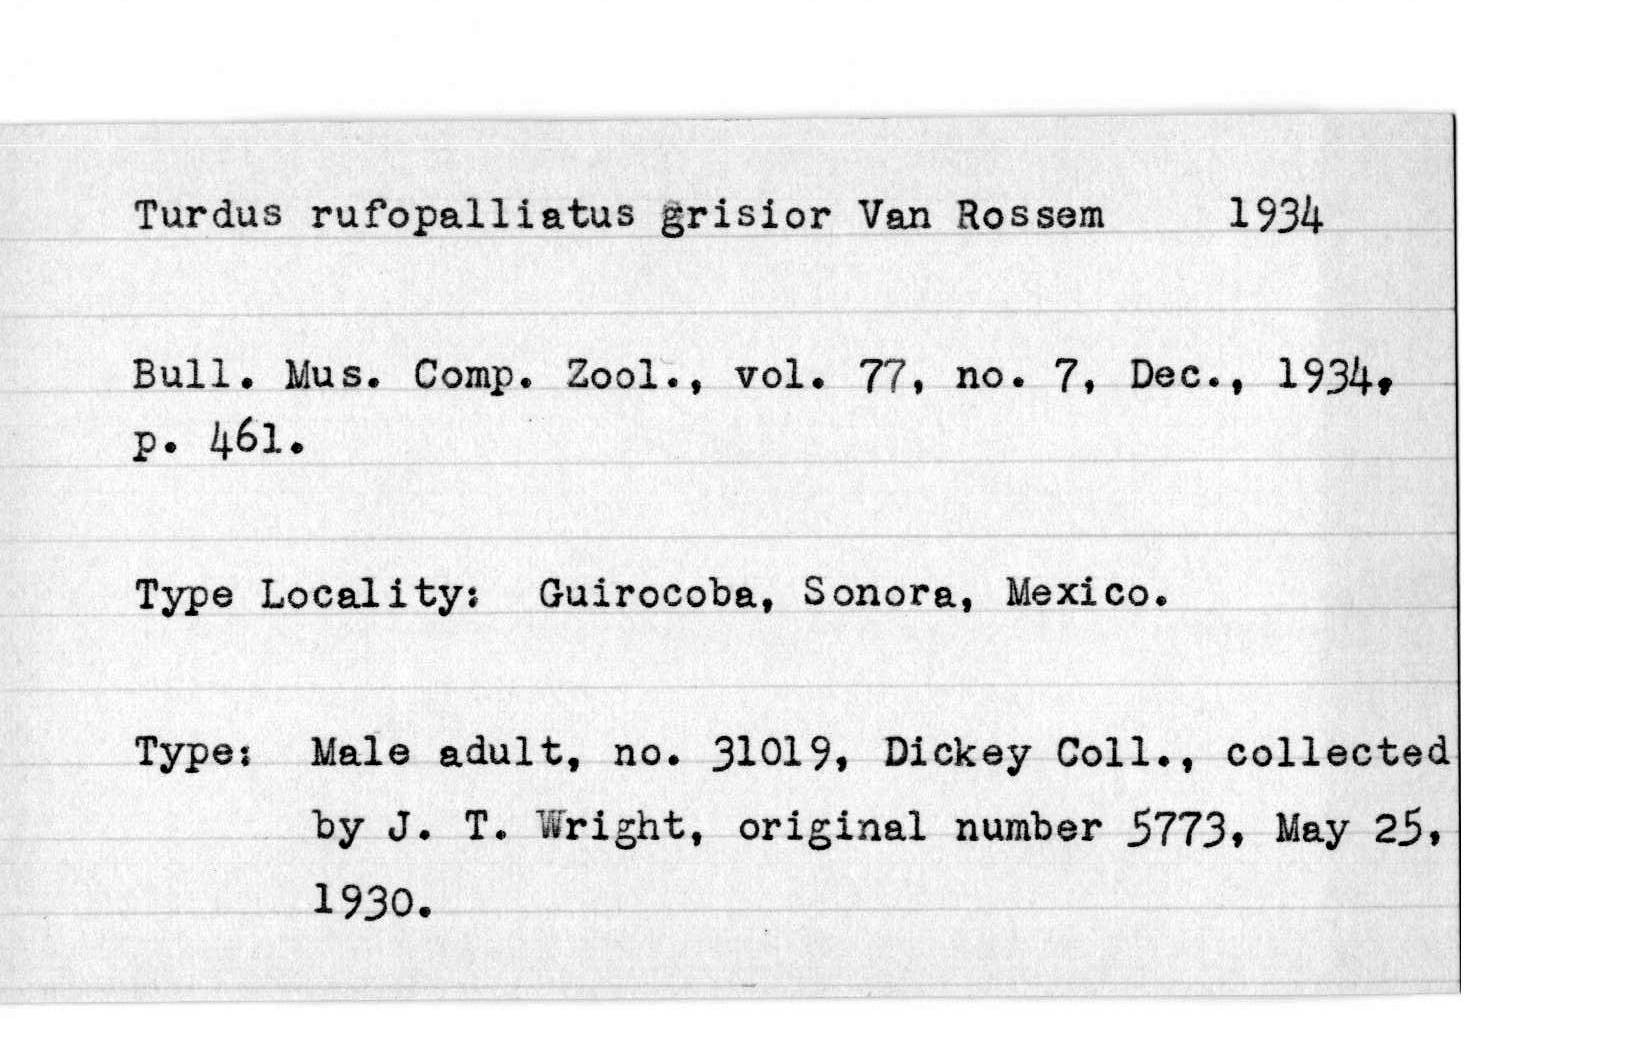 Turdus rufopalliatus grisior Van Rossem 1934
Bull. Mus. Comp. Zool., vol. 77, no. 7, Dec., 1934,
p. 461.
Type Locality: Guirocoba, Sonora, Mexico.
Type: Male adult, no. 31019, Dickey Coll., collected
by J. T. Wright, original number 5773, May 25,
1930.